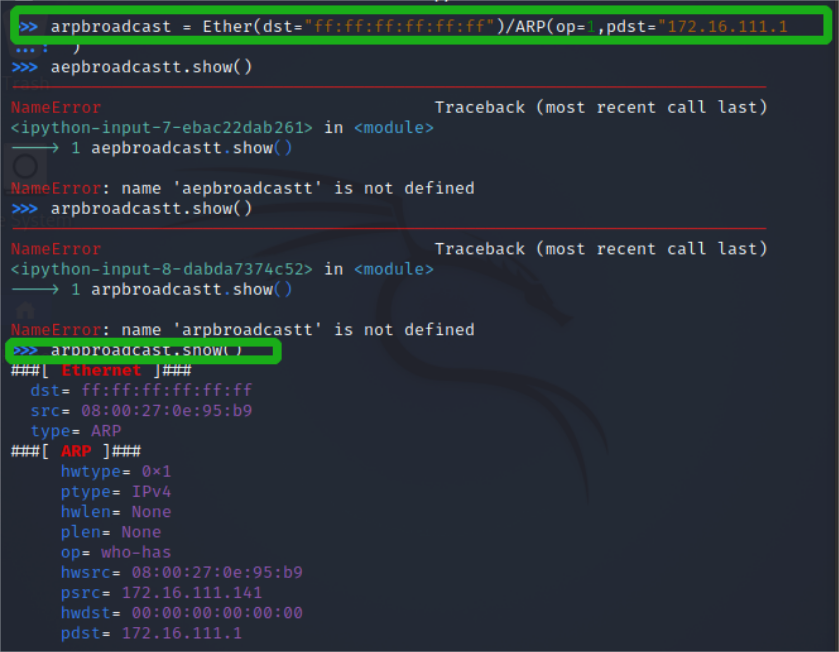 >>> arpbroadcast = Ether(dst="ff:ff:ff:ff:ff:ff")/ARP(op=1,pdst="172.16.111.1
...: )
>>> aepbroadcastt.show()
NameError Traceback (most recent call last)
<ipython-input-7-ebac22dab261> in <module>
----> 1 aepbroadcastt.show()
NameError: name 'aepbroadcastt' is not defined
>>> arpbroadcastt.show()
NameError Traceback (most recent call last)
<ipython-input-8-dabda7374c52> in <module>
----> 1 arpbroadcastt.show()
NameError: name 'arpbroadcastt' is not defined
>>> arpbroadcast.show()
###[ Ethernet ]###
dst= ff:ff:ff:ff:ff:ff
src= 08:00:27:0e:95:b9
type= ARP
###[ ARP ]###
hwtype= 0×1
ptype= IPv4
hwlen= None
plen= None
op= who-has
hwsrc= 08:00:27:0e:95:b9
psrc= 172.16.111.141
hwdst= 00:00:00:00:00:00
pdst= 172.16.111.1